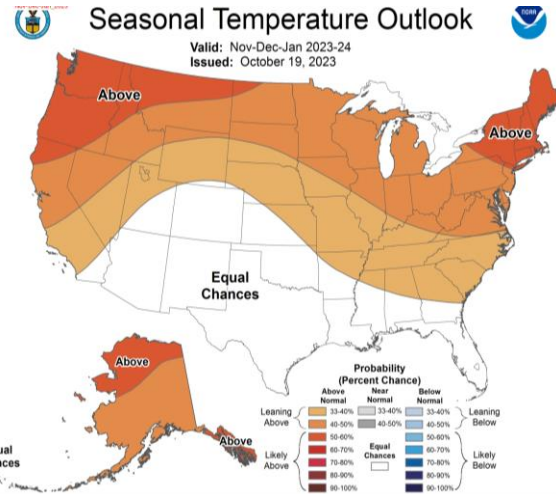 Seasonal Temperature Outlook
Valid: Nov-Dec-Jan 2023-24
Issued: October 19, 2023
Above
Above
Equal
Chances
Above
Above
Probability
(Percent Chance)
Above
Normal
Near
Normal
Below
Normal
Leaning
Above
33-40%
40-50%
33-40%
40-50%
33-40%
40-50%
Leaning
Below
Likely
Above
50-60%
60-70%
70-80%
80-90%
90-100%
Equal
Chances
50-60%
60-70%
70-80%
80-90%
90-100%
Likely
Below